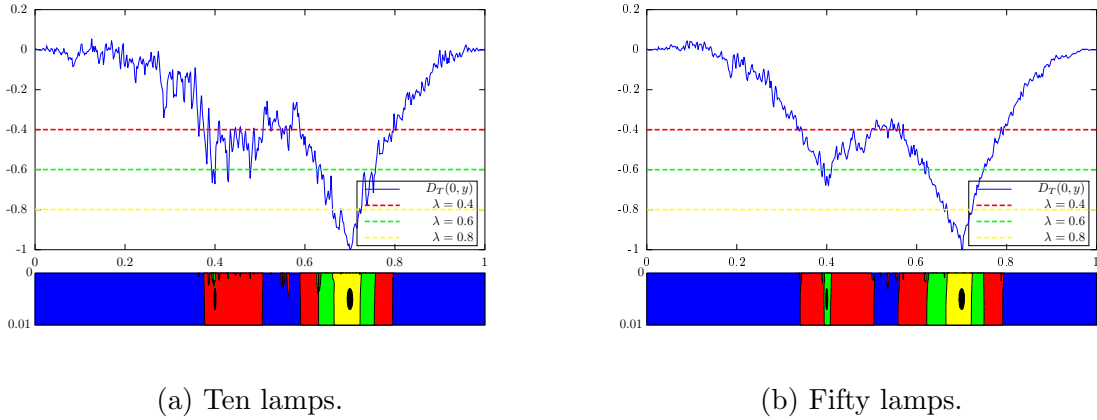 0.2
0
-0.2
-0.4
-0.6
-0.8
-1
0 0.2 0.4 0.6 0.8 1
D_T(0, y)
λ = 0.4
λ = 0.6
λ = 0.8
0
0.01
0.2
0
-0.2
-0.4
-0.6
-0.8
-1
0 0.2 0.4 0.6 0.8 1
D_T(0, y)
λ = 0.4
λ = 0.6
λ = 0.8
0
0.01
(a) Ten lamps.
(b) Fifty lamps.